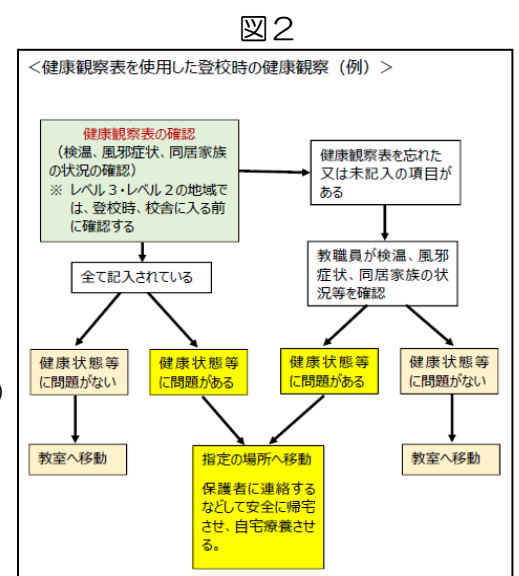 図2
<健康観察表を使用した登校時の健康観察（例）>
健康観察表の確認
（検温、風邪症状、同居家族
の状況の確認）
※ レベル３・レベル２の地域で
は、登校時、校舎に入る前
に確認する
健康観察表を忘れた
又は未記入の項目が
ある
全て記入されている
教職員が検温、風邪
症状、同居家族の状
況等を確認
健康状態等
に問題がない
健康状態等
に問題がある
健康状態等
に問題がある
健康状態等
に問題がない
教室へ移動
指定の場所へ移動
保護者に連絡する
などして安全に帰宅
させ、自宅療養させ
る。
教室へ移動
)